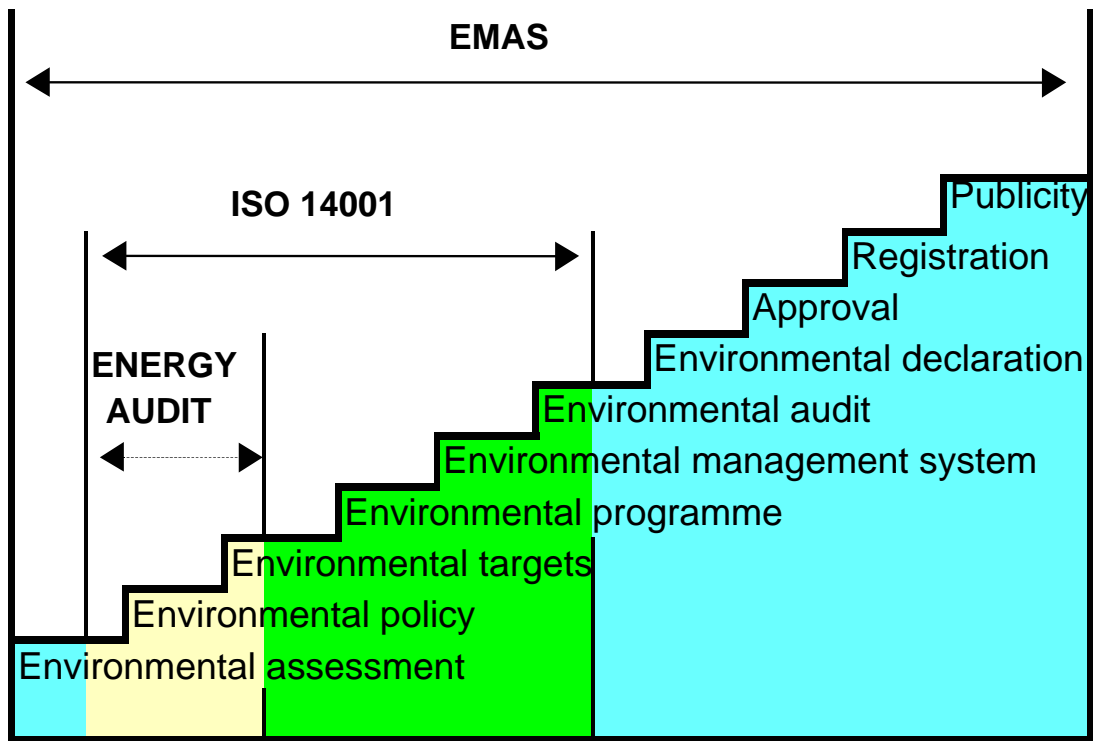 EMAS
ISO 14001
ENERGY
AUDIT
Publicity
Registration
Approval
Environmental declaration
Environmental audit
Environmental management system
Environmental programme
Environmental targets
Environmental policy
Environmental assessment